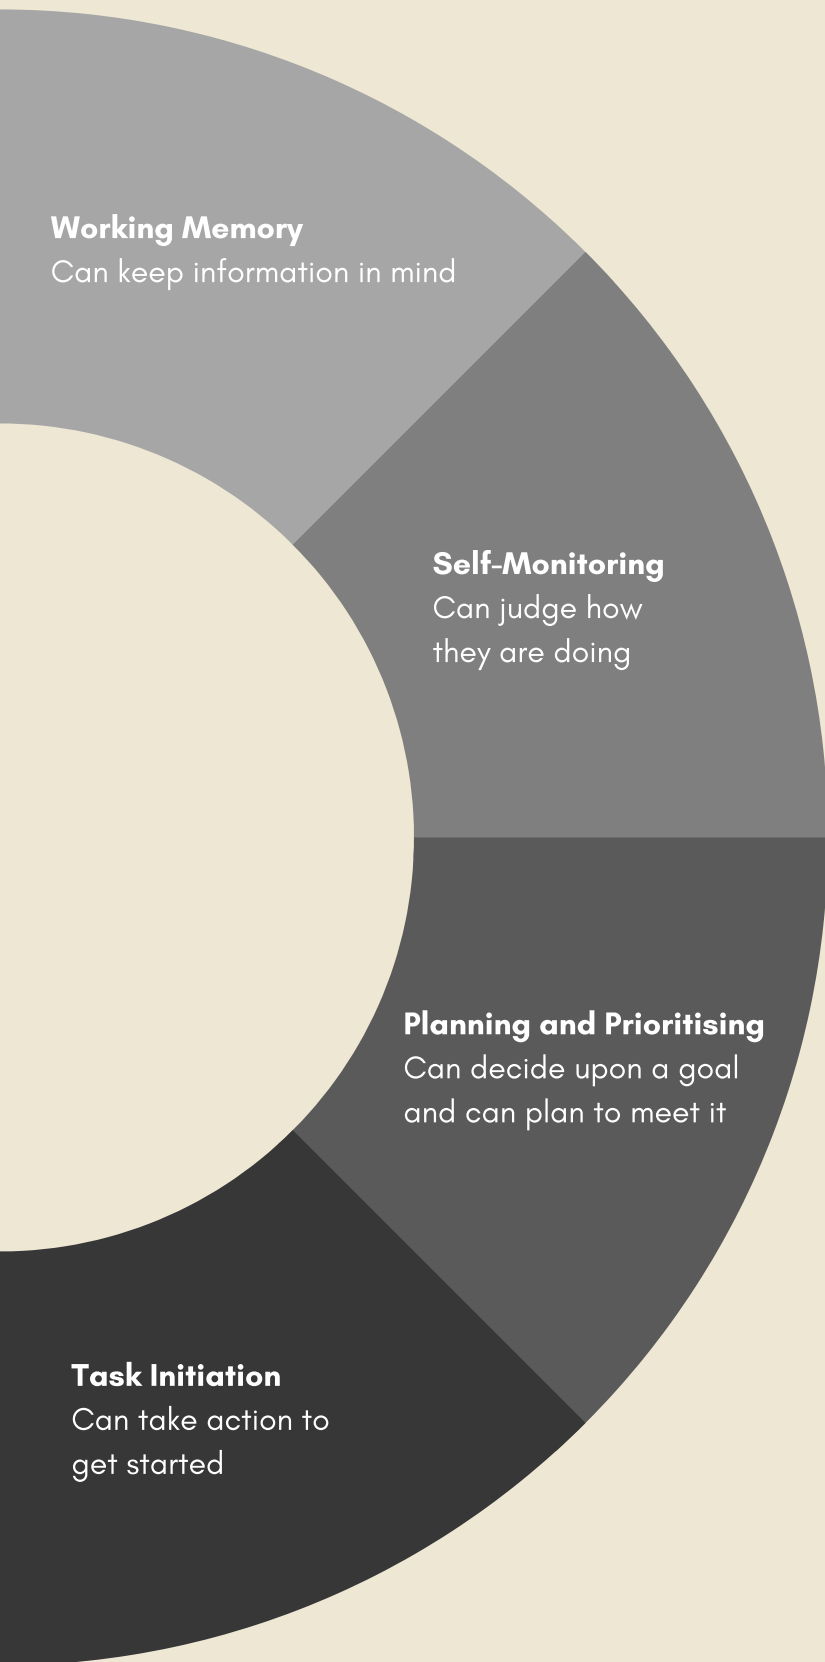 Working Memory
Can keep information in mind
Self-Monitoring
Can judge how
they are doing
Planning and Prioritising
Can decide upon a goal
and can plan to meet it
Task Initiation
Can take action to
get started